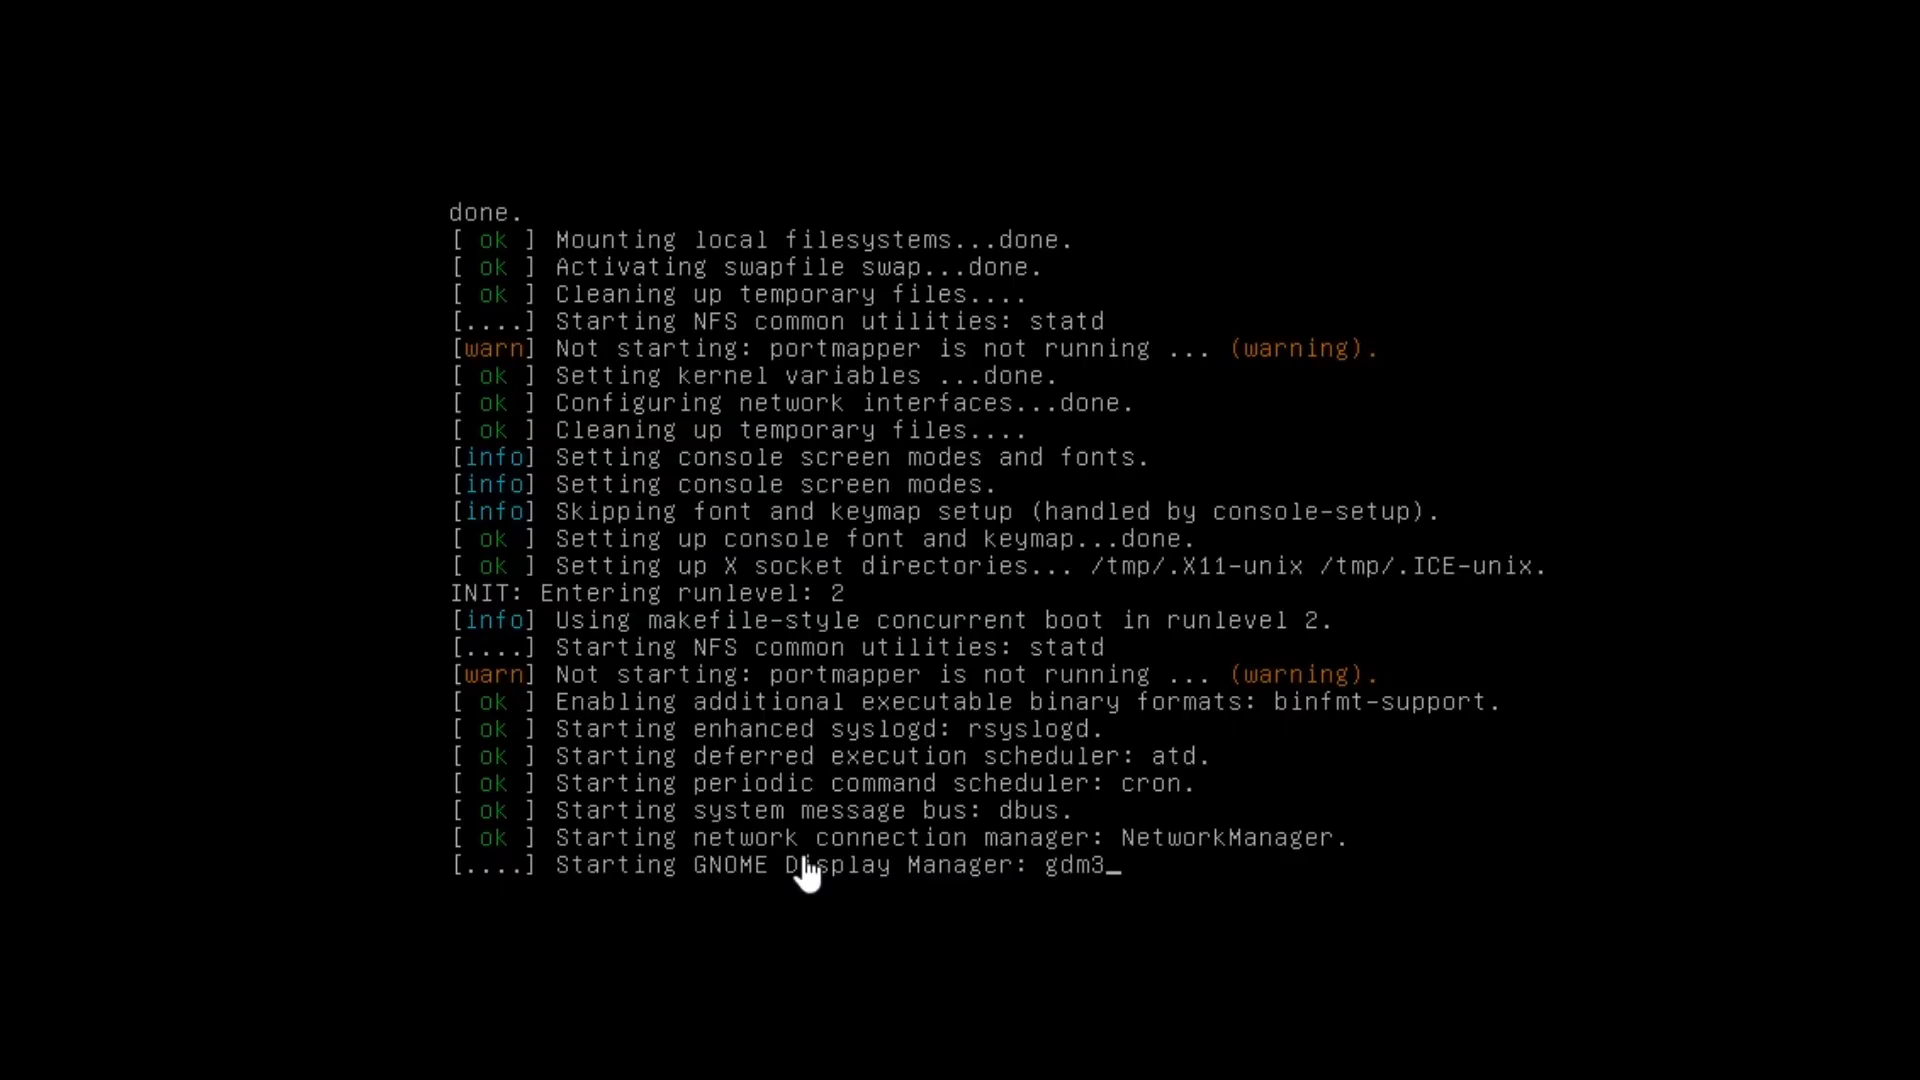 done.
[ ok ] Mounting local filesystems...done.
[ ok ] Activating swapfile swap...done.
[ ok ] Cleaning up temporary files....
[....] Starting NFS common utilities: statd
[warn] Not starting: portmapper is not running ... (warning).
[ ok ] Setting kernel variables ...done.
[ ok ] Configuring network interfaces...done.
[ ok ] Cleaning up temporary files....
[info] Setting console screen modes and fonts.
[info] Setting console screen modes.
[info] Skipping font and keymap setup (handled by console-setup).
[ ok ] Setting up console font and keymap...done.
[ ok ] Setting up X socket directories... /tmp/.X11-unix /tmp/.ICE-unix.
INIT: Entering runlevel: 2
[info] Using makefile-style concurrent boot in runlevel 2.
[....] Starting NFS common utilities: statd
[warn] Not starting: portmapper is not running ... (warning).
[ ok ] Enabling additional executable binary formats: binfmt-support.
[ ok ] Starting enhanced syslogd: rsyslogd.
[ ok ] Starting deferred execution scheduler: atd.
[ ok ] Starting periodic command scheduler: cron.
[ ok ] Starting system message bus: dbus.
[ ok ] Starting network connection manager: NetworkManager.
[....] Starting GNOME Display Manager: gdm3_